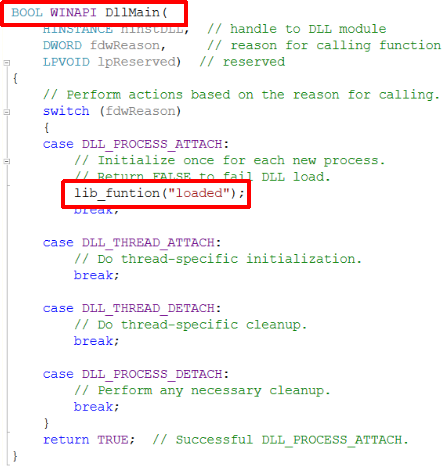 BOOL WINAPI DllMain(
HINSTANCE hinstDLL, // handle to DLL module
DWORD fdwReason, // reason for calling function
LPVOID lpReserved) // reserved
{
// Perform actions based on the reason for calling.
switch (fdwReason)
{
case DLL_PROCESS_ATTACH:
// Initialize once for each new process.
// Return FALSE to fail DLL load.
lib_funtion("loaded");
break;
case DLL_THREAD_ATTACH:
// Do thread-specific initialization.
break;
case DLL_THREAD_DETACH:
// Do thread-specific cleanup.
break;
case DLL_PROCESS_DETACH:
// Perform any necessary cleanup.
break;
}
return TRUE; // Successful DLL_PROCESS_ATTACH.
}